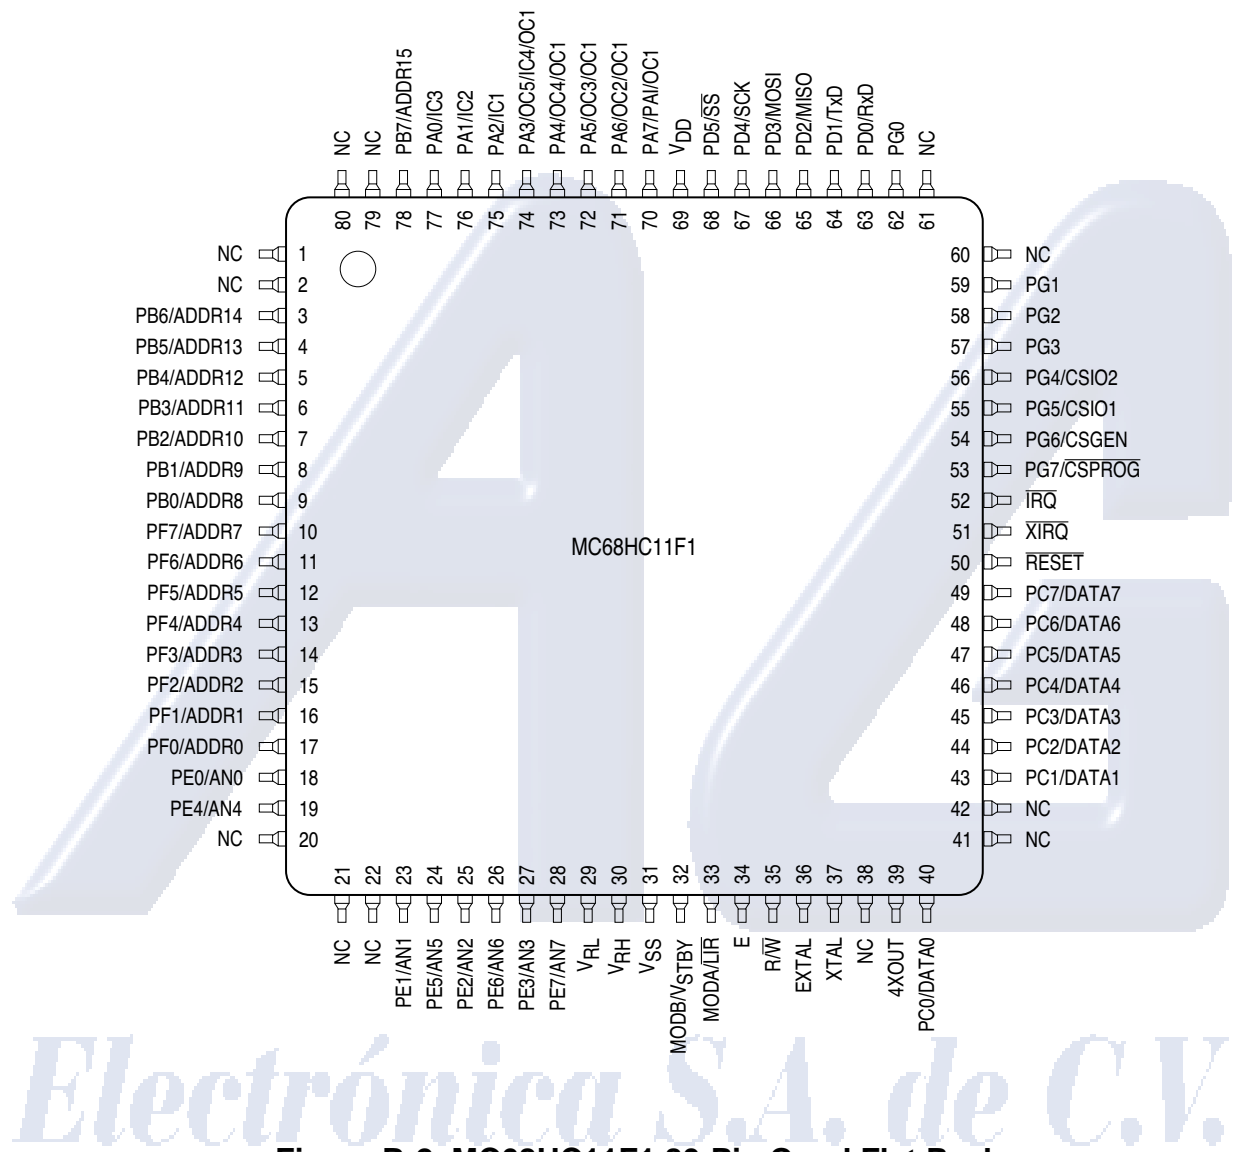 NC
NC
PB7/ADDR15
PA0/IC3
PA1/IC2
PA2/IC1
PA3/OC5/IC4/OC1
PA4/OC4/OC1
PA5/OC3/OC1
PA6/OC2/OC1
PA7/PAI/OC1
VDD
PD5/S̅S̅
PD4/SCK
PD3/MOSI
PD2/MISO
PD1/TxD
PD0/RxD
PG0
NC
80 79 78 77 76 75 74 73 72 71 70 69 68 67 66 65 64 63 62 61
NC 1
NC 2
PB6/ADDR14 3
PB5/ADDR13 4
PB4/ADDR12 5
PB3/ADDR11 6
PB2/ADDR10 7
PB1/ADDR9 8
PB0/ADDR8 9
PF7/ADDR7 10
PF6/ADDR6 11
PF5/ADDR5 12
PF4/ADDR4 13
PF3/ADDR3 14
PF2/ADDR2 15
PF1/ADDR1 16
PF0/ADDR0 17
PE0/AN0 18
PE4/AN4 19
NC 20
MC68HC11F1
60 NC
59 PG1
58 PG2
57 PG3
56 PG4/CSIO2
55 PG5/CSIO1
54 PG6/CSGEN
53 PG7/C̅S̅P̅R̅O̅G̅
52 I̅R̅Q̅
51 X̅I̅R̅Q̅
50 R̅E̅S̅E̅T̅
49 PC7/DATA7
48 PC6/DATA6
47 PC5/DATA5
46 PC4/DATA4
45 PC3/DATA3
44 PC2/DATA2
43 PC1/DATA1
42 NC
41 NC
21 22 23 24 25 26 27 28 29 30 31 32 33 34 35 36 37 38 39 40
NC
NC
PE1/AN1
PE5/AN5
PE2/AN2
PE6/AN6
PE3/AN3
PE7/AN7
VRL
VRH
VSS
MODB/VSTBY
MODA/L̅I̅R̅
E
R/W̅
EXTAL
XTAL
NC
4XOUT
PC0/DATA0
AG
Electrónica S.A. de C.V.